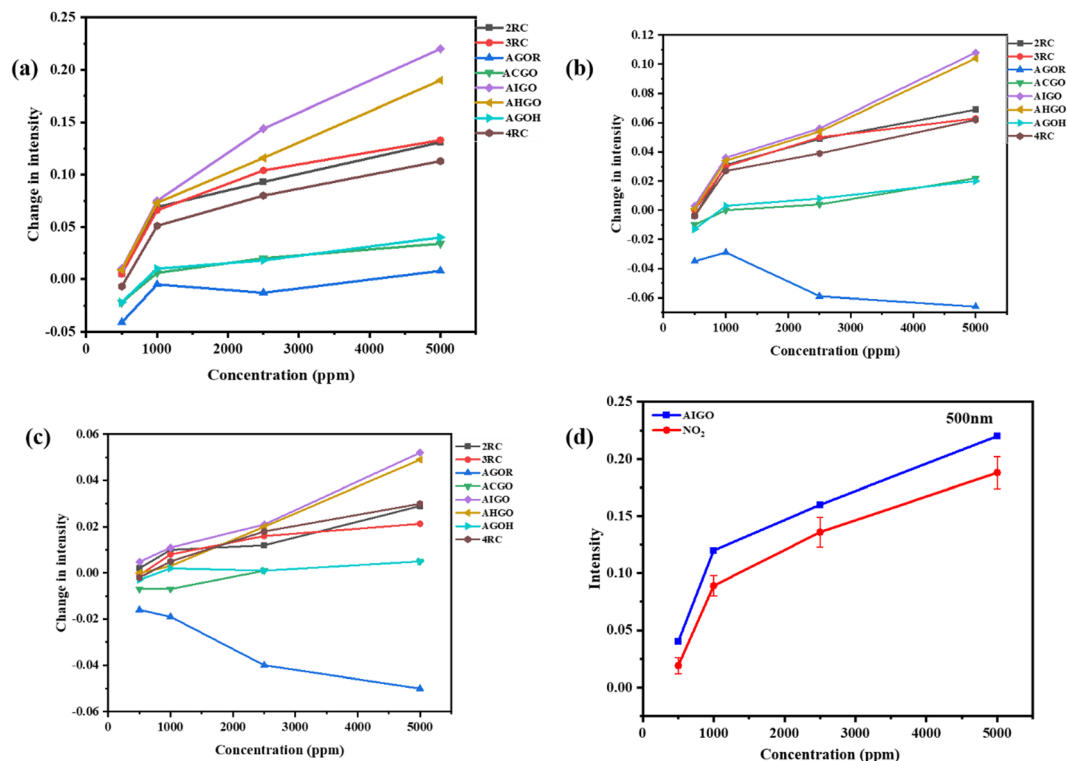 (a)
Change in intensity
0.25
0.20
0.15
0.10
0.05
0.00
-0.05
0 1000 2000 3000 4000 5000
Concentration (ppm)
2RC
3RC
AGOR
ACGO
AIGO
AHGO
AGOH
4RC
(b)
Change in intensity
0.12
0.10
0.08
0.06
0.04
0.02
0.00
-0.02
-0.04
-0.06
0 1000 2000 3000 4000 5000
Concentration (ppm)
2RC
3RC
AGOR
ACGO
AIGO
AHGO
AGOH
4RC
(c)
Change in intensity
0.06
0.04
0.02
0.00
-0.02
-0.04
-0.06
0 1000 2000 3000 4000 5000
Concentration (ppm)
2RC
3RC
AGOR
ACGO
AIGO
AHGO
AGOH
4RC
(d)
Intensity
0.25
0.20
0.15
0.10
0.05
0.00
0 1000 2000 3000 4000 5000
Concentration (ppm)
AIGO
NO₂
500nm